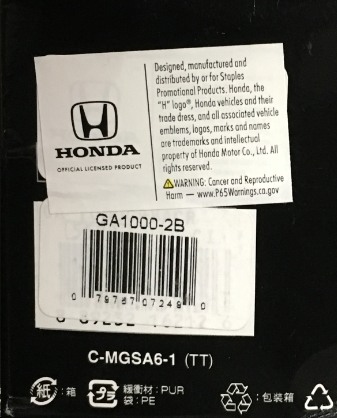 HONDA
OFFICIAL LICENSED PRODUCT
Designed, manufactured and
distributed by or for Staples
Promotional Products. Honda, the
"H" logo®, Honda vehicles and their
trade dress, and all associated vehicle
emblems, logos, marks and names
are trademarks and intellectual
property of Honda Motor Co., Ltd. All
rights reserved.
⚠WARNING: Cancer and Reproductive
Harm — www.P65Warnings.ca.gov
GA1000-2B
0 79767 07249 0
C-MGSA6-1 (TT)
紙 : 箱
プラ 緩衝材 : PUR
袋 : PE
: 包装箱